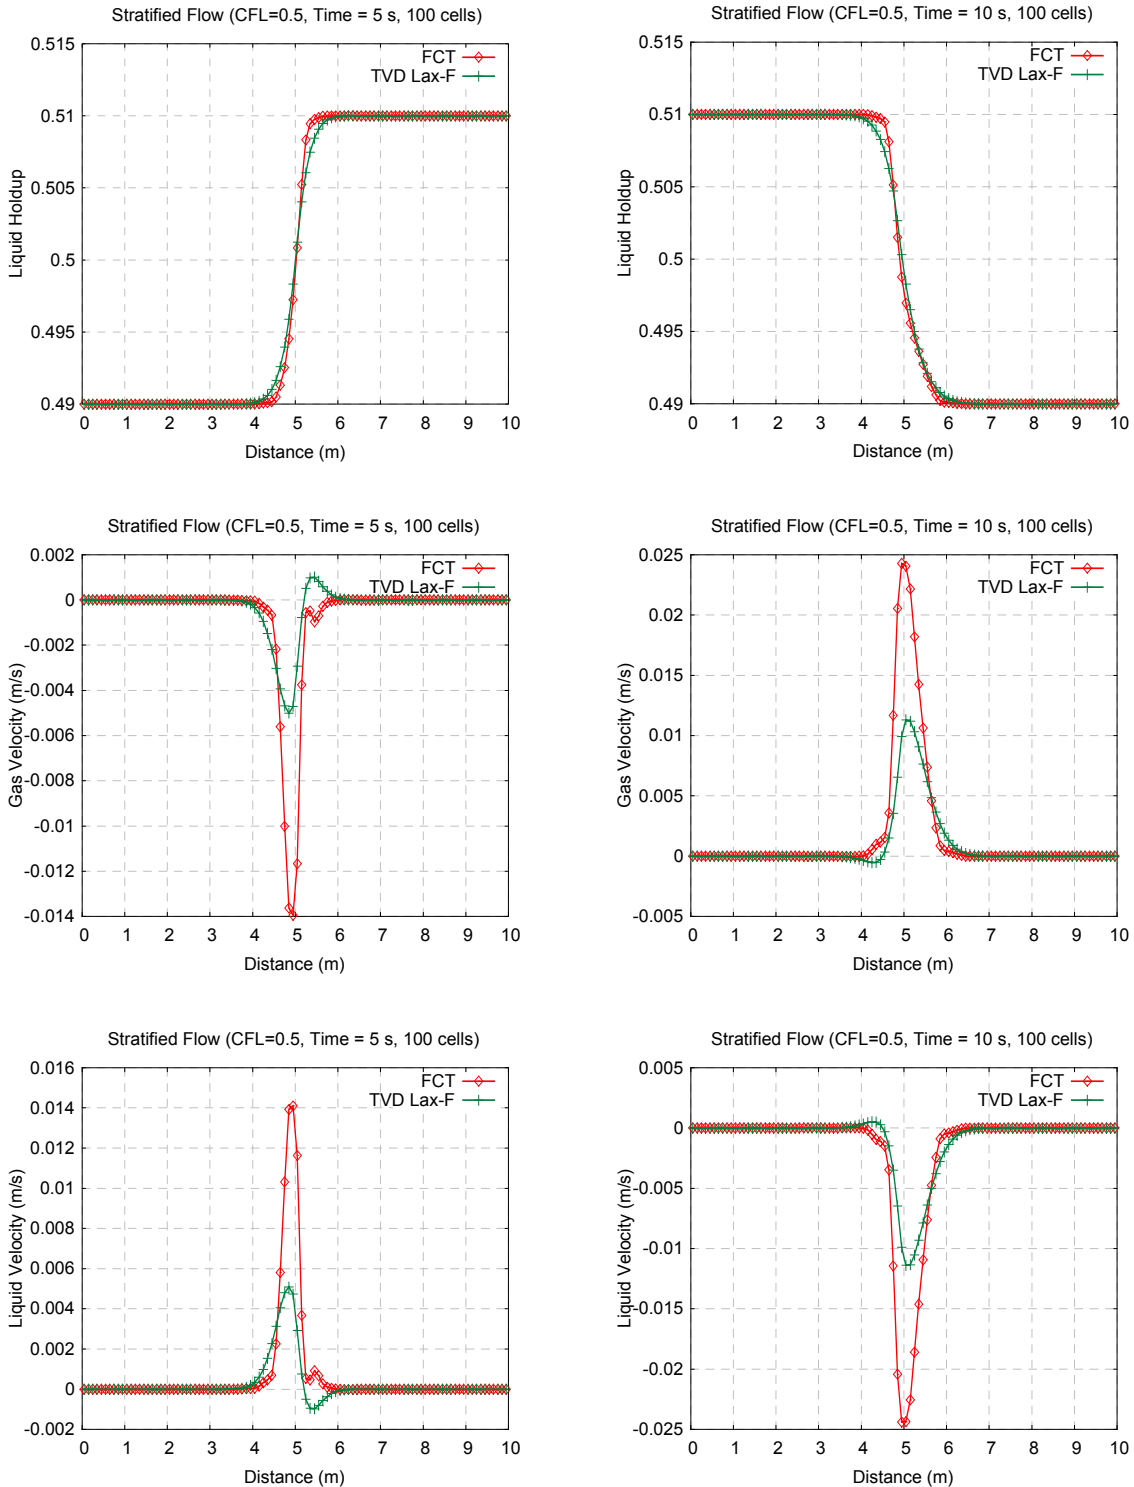 Stratified Flow (CFL=0.5, Time = 5 s, 100 cells)
0.515
FCT
TVD Lax-F
0.51
0.505
0.5
0.495
0.49
Liquid Holdup
0 1 2 3 4 5 6 7 8 9 10
Distance (m)
Stratified Flow (CFL=0.5, Time = 10 s, 100 cells)
0.515
FCT
TVD Lax-F
0.51
0.505
0.5
0.495
0.49
Liquid Holdup
0 1 2 3 4 5 6 7 8 9 10
Distance (m)
Stratified Flow (CFL=0.5, Time = 5 s, 100 cells)
0.002
FCT
TVD Lax-F
0
-0.002
-0.004
-0.006
-0.008
-0.01
-0.012
-0.014
Gas Velocity (m/s)
0 1 2 3 4 5 6 7 8 9 10
Distance (m)
Stratified Flow (CFL=0.5, Time = 10 s, 100 cells)
0.025
FCT
TVD Lax-F
0.02
0.015
0.01
0.005
0
-0.005
Gas Velocity (m/s)
0 1 2 3 4 5 6 7 8 9 10
Distance (m)
Stratified Flow (CFL=0.5, Time = 5 s, 100 cells)
0.016
FCT
TVD Lax-F
0.014
0.012
0.01
0.008
0.006
0.004
0.002
0
-0.002
Liquid Velocity (m/s)
0 1 2 3 4 5 6 7 8 9 10
Distance (m)
Stratified Flow (CFL=0.5, Time = 10 s, 100 cells)
0.005
FCT
TVD Lax-F
0
-0.005
-0.01
-0.015
-0.02
-0.025
Liquid Velocity (m/s)
0 1 2 3 4 5 6 7 8 9 10
Distance (m)